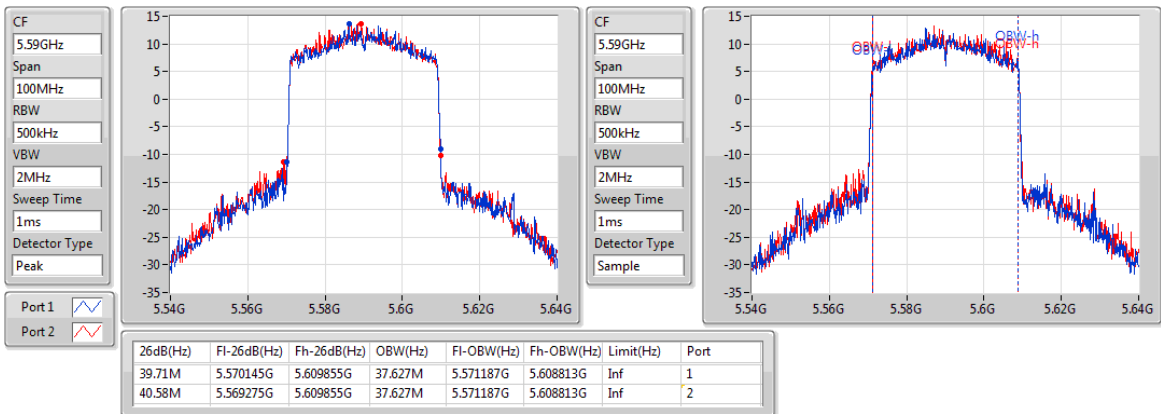 CF
5.59GHz
Span
100MHz
RBW
500kHz
VBW
2MHz
Sweep Time
1ms
Detector Type
Peak
Port 1
Port 2
15
10
5
0
-5
-10
-15
-20
-25
-30
-35
5.54G 5.56G 5.58G 5.6G 5.62G 5.64G
CF
5.59GHz
Span
100MHz
RBW
500kHz
VBW
2MHz
Sweep Time
1ms
Detector Type
Sample
15
10
5
0
-5
-10
-15
-20
-25
-30
-35
OBW-h
OBW-h
5.54G 5.56G 5.58G 5.6G 5.62G 5.64G
26dB(Hz) Fl-26dB(Hz) Fh-26dB(Hz) OBW(Hz) Fl-OBW(Hz) Fh-OBW(Hz) Limit(Hz) Port
39.71M 5.570145G 5.609855G 37.627M 5.571187G 5.608813G Inf 1
40.58M 5.569275G 5.609855G 37.627M 5.571187G 5.608813G Inf 2